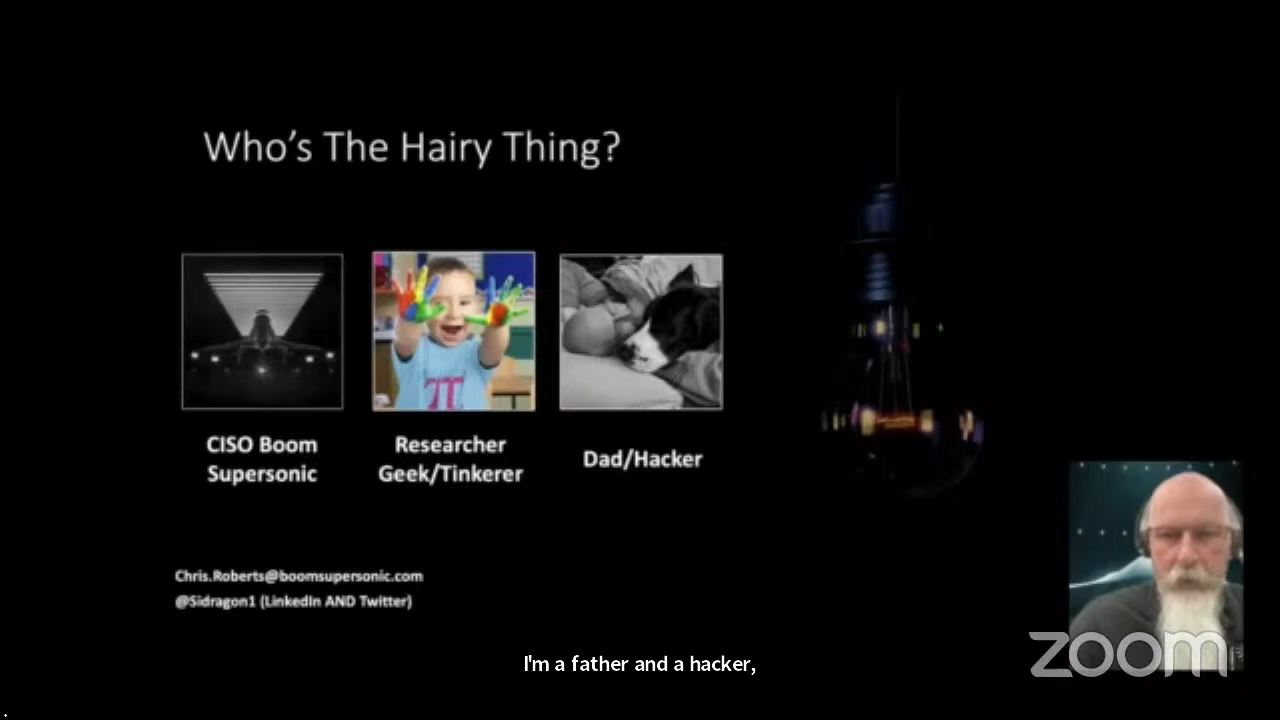 Who's The Hairy Thing?
π
CISO Boom
Supersonic
Researcher
Geek/Tinkerer
Dad/Hacker
Chris.Roberts@boomsupersonic.com
@Sidragon1 (LinkedIn AND Twitter)
I'm a father and a hacker,
zoom